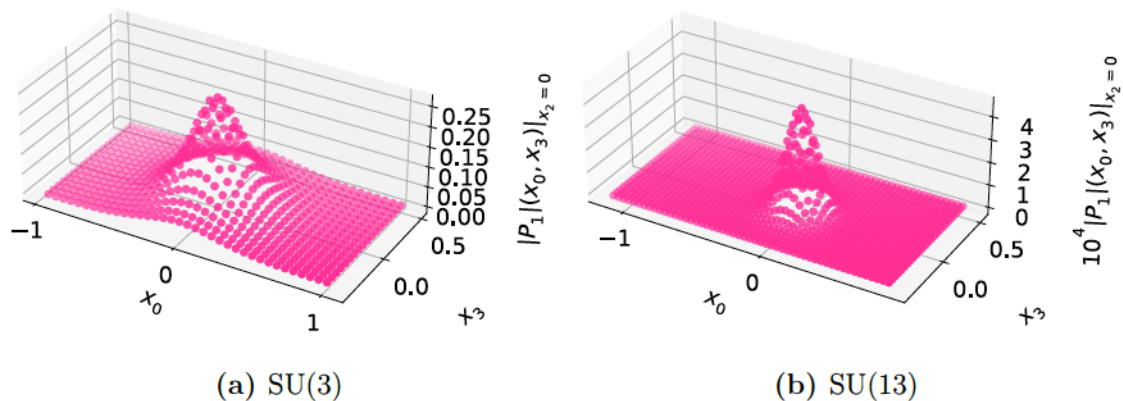 0.25
0.20
0.15
0.10
0.05
0.00
|P₁|(x₀, x₃)|ₓ₂₌₀
−1
0
1
x₀
0.5
0.0
x₃
4
3
2
1
0
10⁴|P₁|(x₀, x₃)|ₓ₂₌₀
−1
0
x₀
0.5
0.0
x₃
(a) SU(3)
(b) SU(13)